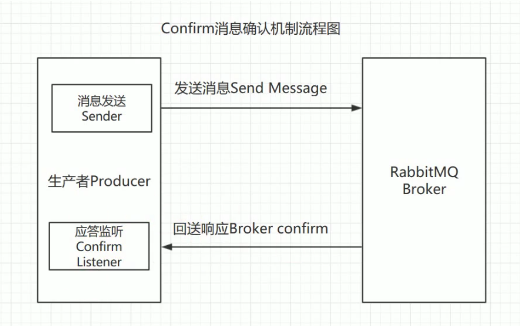 Confirm消息确认机制流程图
消息发送
Sender
发送消息Send Message
生产者Producer
RabbitMQ
Broker
应答监听
Confirm
Listener
回送响应Broker confirm